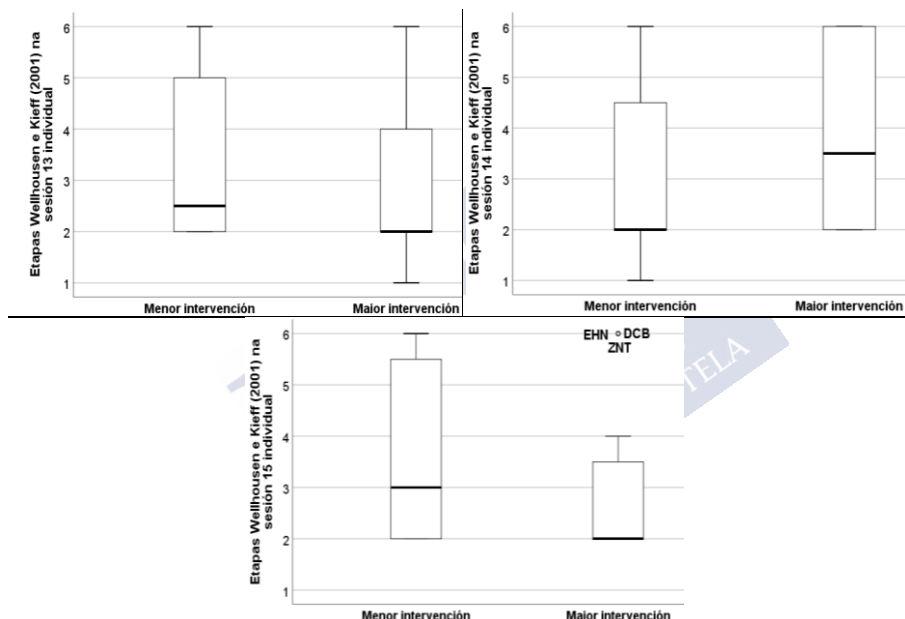 Etapas Wellhousen e Kieff (2001) na
sesión 13 individual
6
5
4
3
2
1
Menor intervención
Maior intervención
Etapas Wellhousen e Kieff (2001) na
sesión 14 individual
6
5
4
3
2
1
Menor intervención
Maior intervención
Etapas Wellhousen e Kieff (2001) na
sesión 15 individual
6
5
4
3
2
1
EHN
DCB
ZNT
Menor intervención
Maior intervención
TELA